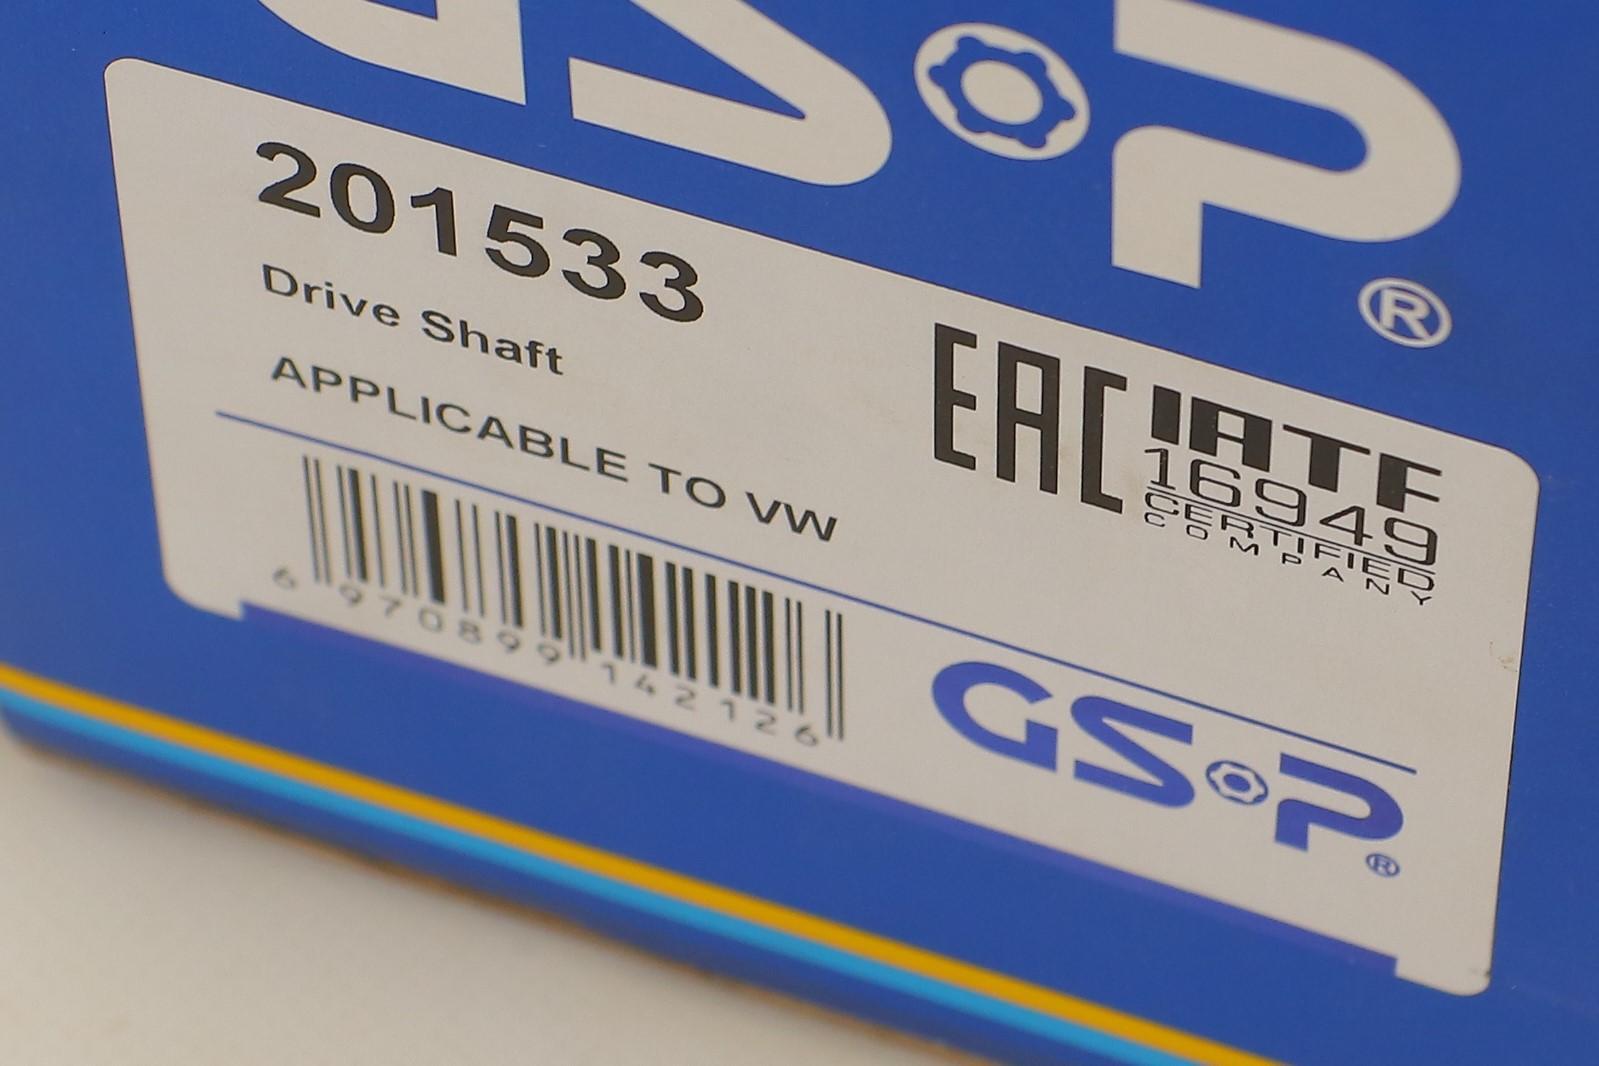 GSP®
201533
Drive Shaft
APPLICABLE TO VW
EAC
IATF
16949
CERTIFIED
COMPANY
6 970899 142126
GSP®